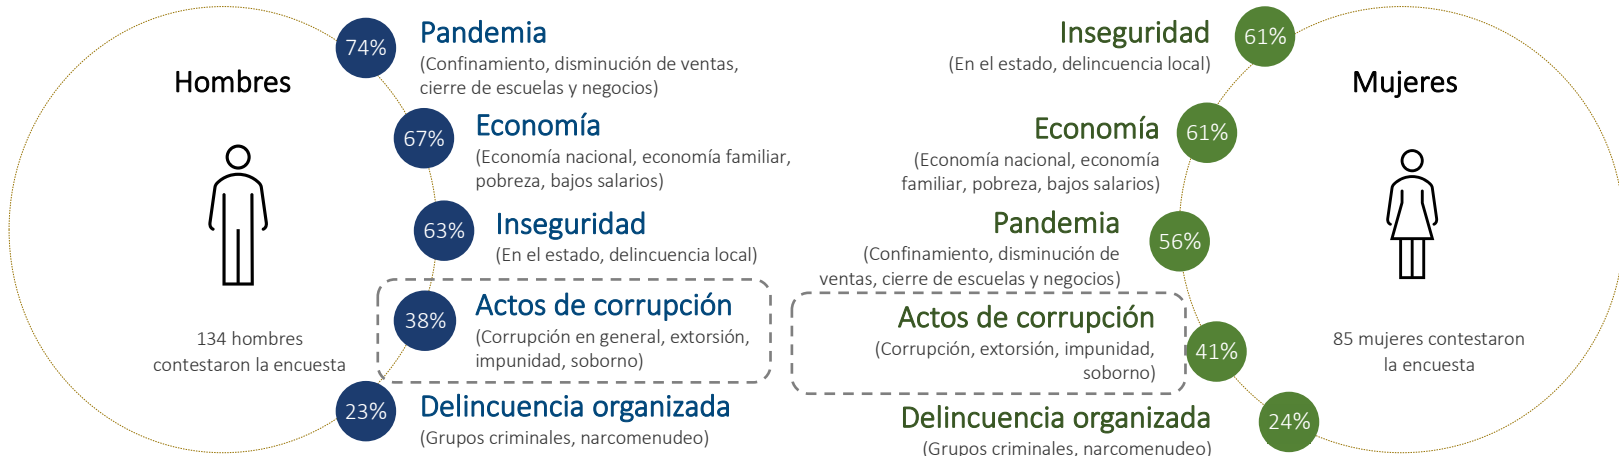 Hombres
134 hombres
contestaron la encuesta
74%
Pandemia
(Confinamiento, disminución de ventas,
cierre de escuelas y negocios)
67%
Economía
(Economía nacional, economía familiar,
pobreza, bajos salarios)
63%
Inseguridad
(En el estado, delincuencia local)
38%
Actos de corrupción
(Corrupción en general, extorsión,
impunidad, soborno)
23%
Delincuencia organizada
(Grupos criminales, narcomenudeo)
Inseguridad
(En el estado, delincuencia local)
61%
Economía
(Economía nacional, economía
familiar, pobreza, bajos salarios)
61%
Pandemia
(Confinamiento, disminución de
ventas, cierre de escuelas y negocios)
56%
Actos de corrupción
(Corrupción, extorsión, impunidad,
soborno)
41%
Delincuencia organizada
(Grupos criminales, narcomenudeo)
24%
Mujeres
85 mujeres contestaron
la encuesta